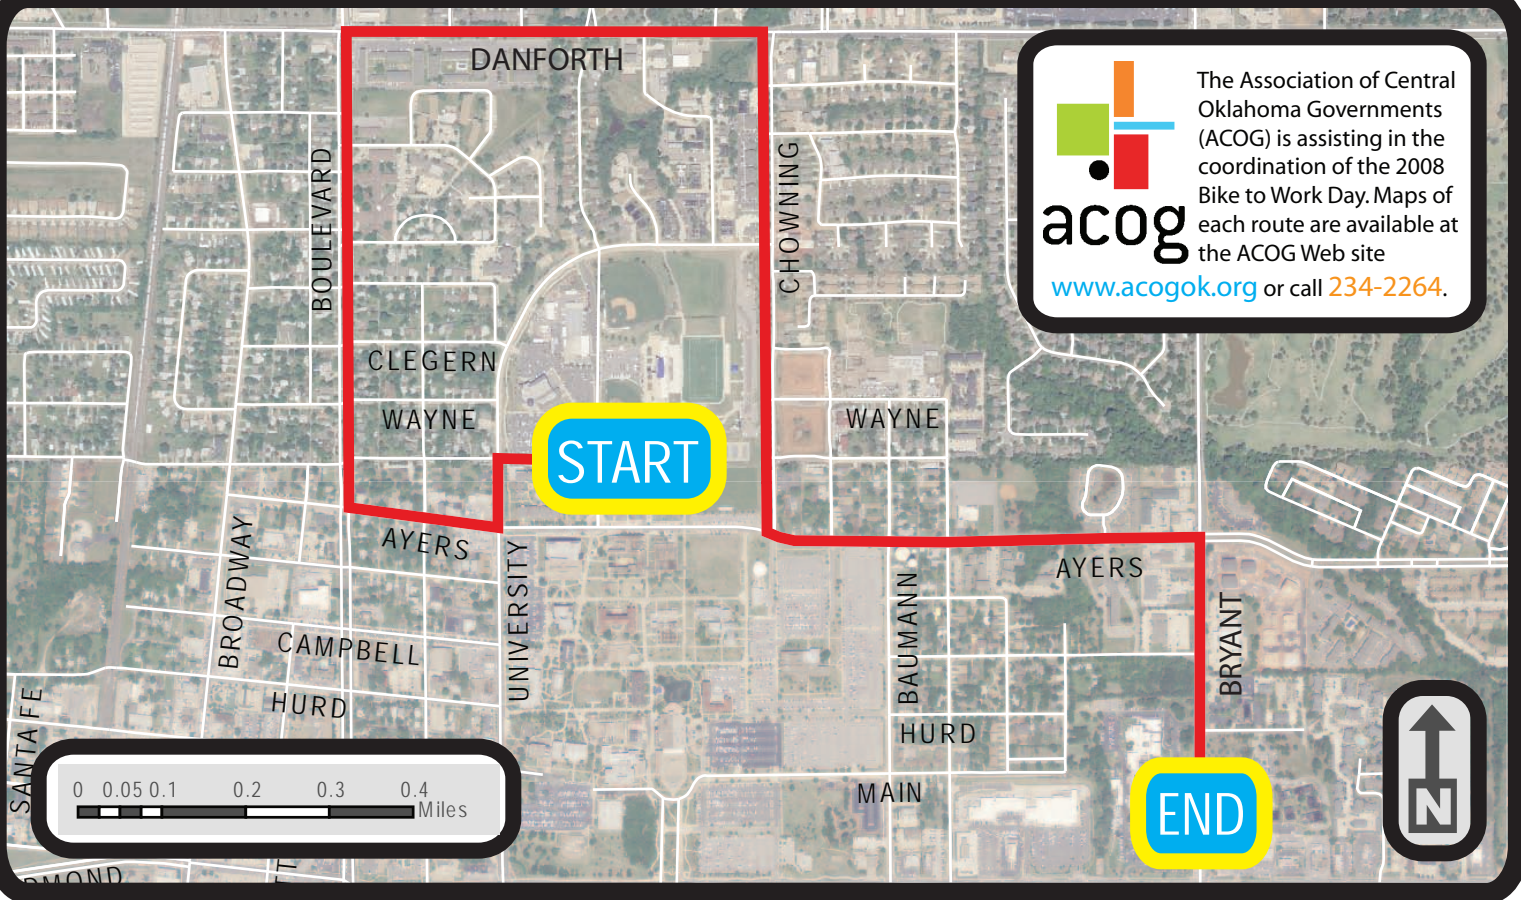 DANFORTH
BOULEVARD
CHOWNING
The Association of Central
Oklahoma Governments
(ACOG) is assisting in the
coordination of the 2008
Bike to Work Day. Maps of
each route are available at
the ACOG Web site
www.acogok.org or call 234-2264.
acog
CLEGERN
WAYNE
WAYNE
START
AYERS
AYERS
BROADWAY
UNIVERSITY
BAUMANN
BRYANT
CAMPBELL
HURD
HURD
SANTA FE
MAIN
END
N
0 0.05 0.1 0.2 0.3 0.4
Miles